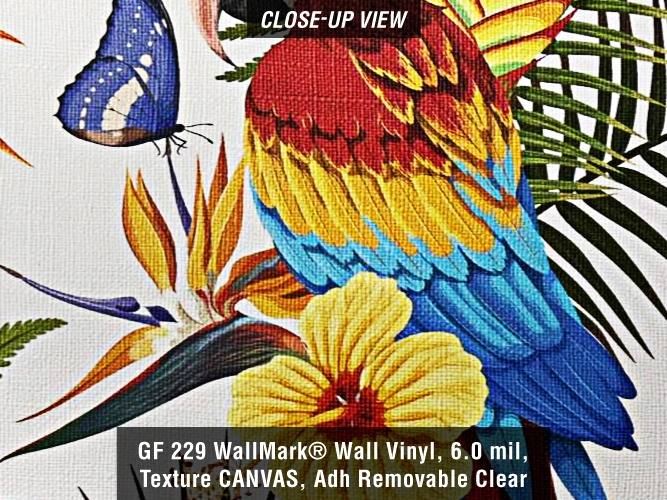 CLOSE-UP VIEW
GF 229 WallMark® Wall Vinyl, 6.0 mil,
Texture CANVAS, Adh Removable Clear